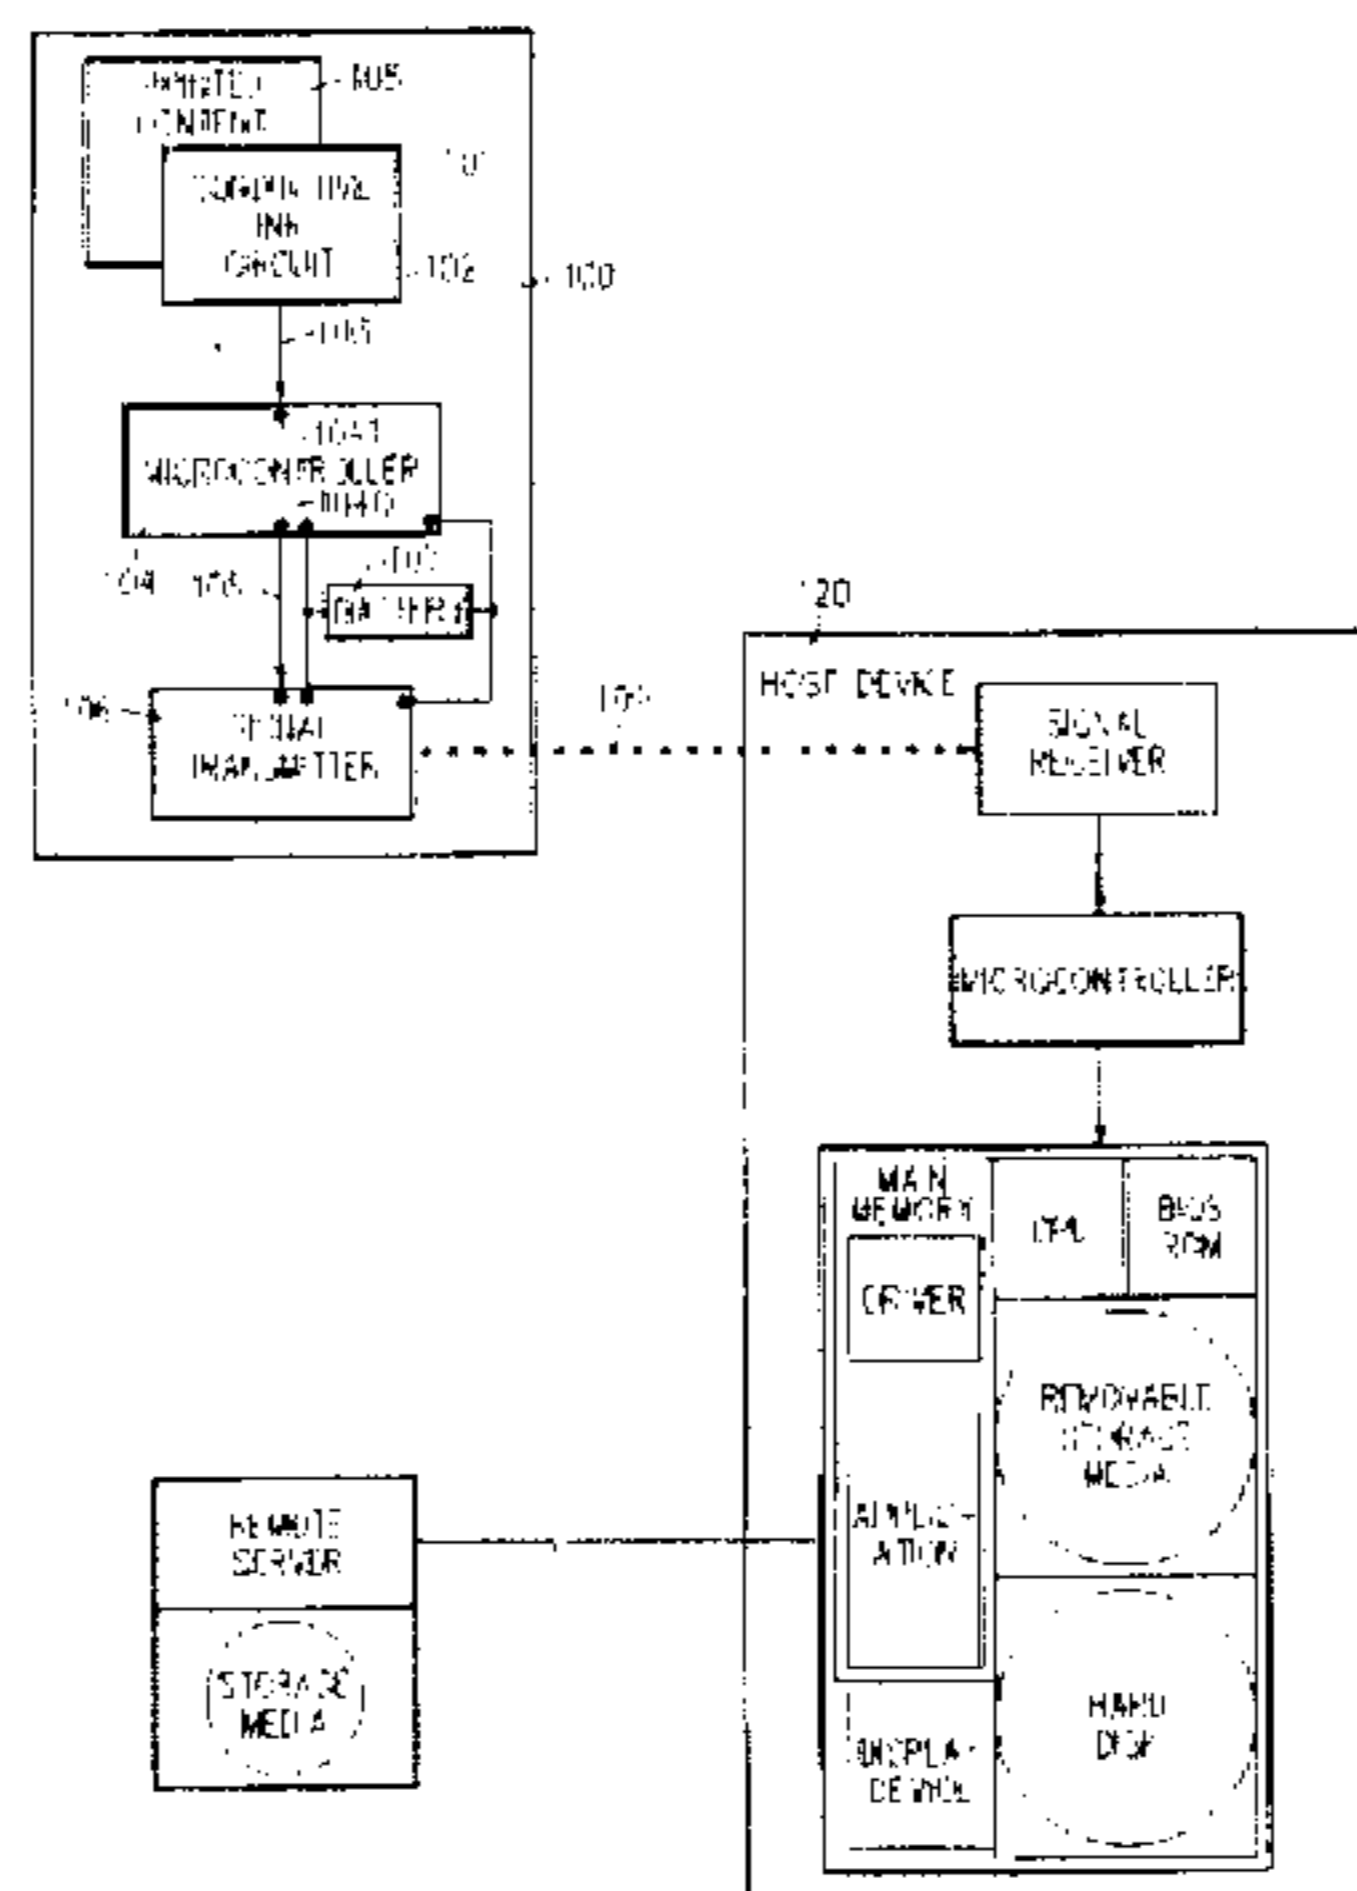 PRINTED
CONTENT
CONDUCTIVE
INK
CIRCUIT
102
100
MICROCONTROLLER
104
BATTERY
SIGNAL
TRANSMITTER
120
HOST DEVICE
SIGNAL
RECEIVER
MICROCONTROLLER
MAIN
MEMORY
CPU
BIOS
ROM
DRIVER
REMOVABLE
STORAGE
MEDIA
APPLIC-
ATION
REMOTE
SERVER
STORAGE
MEDIA
HARD
DISK
DISPLAY
DEVICE